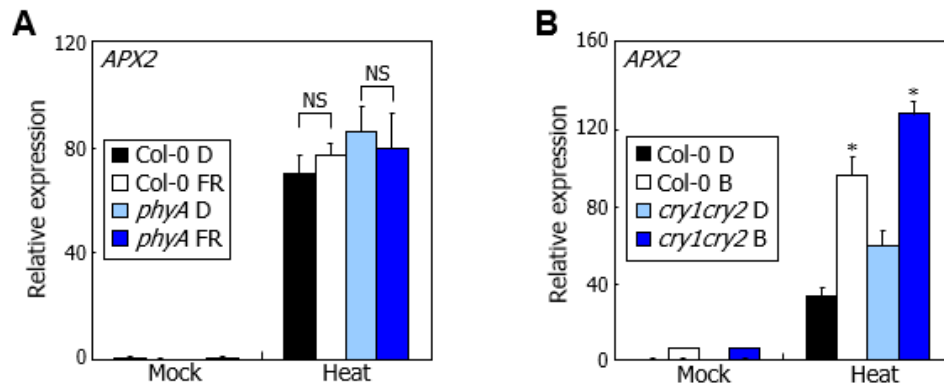 A
Relative expression
120
80
40
0
APX2
NS
NS
Col-0 D
Col-0 FR
phyA D
phyA FR
Mock Heat
B
Relative expression
160
120
80
40
0
APX2
*
*
Col-0 D
Col-0 B
cry1cry2 D
cry1cry2 B
Mock Heat